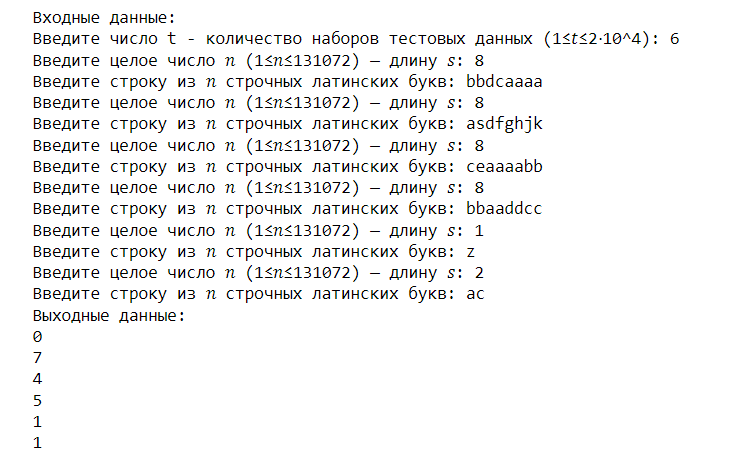 Входные данные:
Введите число t - количество наборов тестовых данных (1≤𝑡≤2⋅10^4): 6
Введите целое число 𝑛 (1≤𝑛≤131072) — длину 𝑠: 8
Введите строку из 𝑛 строчных латинских букв: bbdcaaaa
Введите целое число 𝑛 (1≤𝑛≤131072) — длину 𝑠: 8
Введите строку из 𝑛 строчных латинских букв: asdfghjk
Введите целое число 𝑛 (1≤𝑛≤131072) — длину 𝑠: 8
Введите строку из 𝑛 строчных латинских букв: ceaaaabb
Введите целое число 𝑛 (1≤𝑛≤131072) — длину 𝑠: 8
Введите строку из 𝑛 строчных латинских букв: bbaaddcc
Введите целое число 𝑛 (1≤𝑛≤131072) — длину 𝑠: 1
Введите строку из 𝑛 строчных латинских букв: z
Введите целое число 𝑛 (1≤𝑛≤131072) — длину 𝑠: 2
Введите строку из 𝑛 строчных латинских букв: ac
Выходные данные:
0
7
4
5
1
1